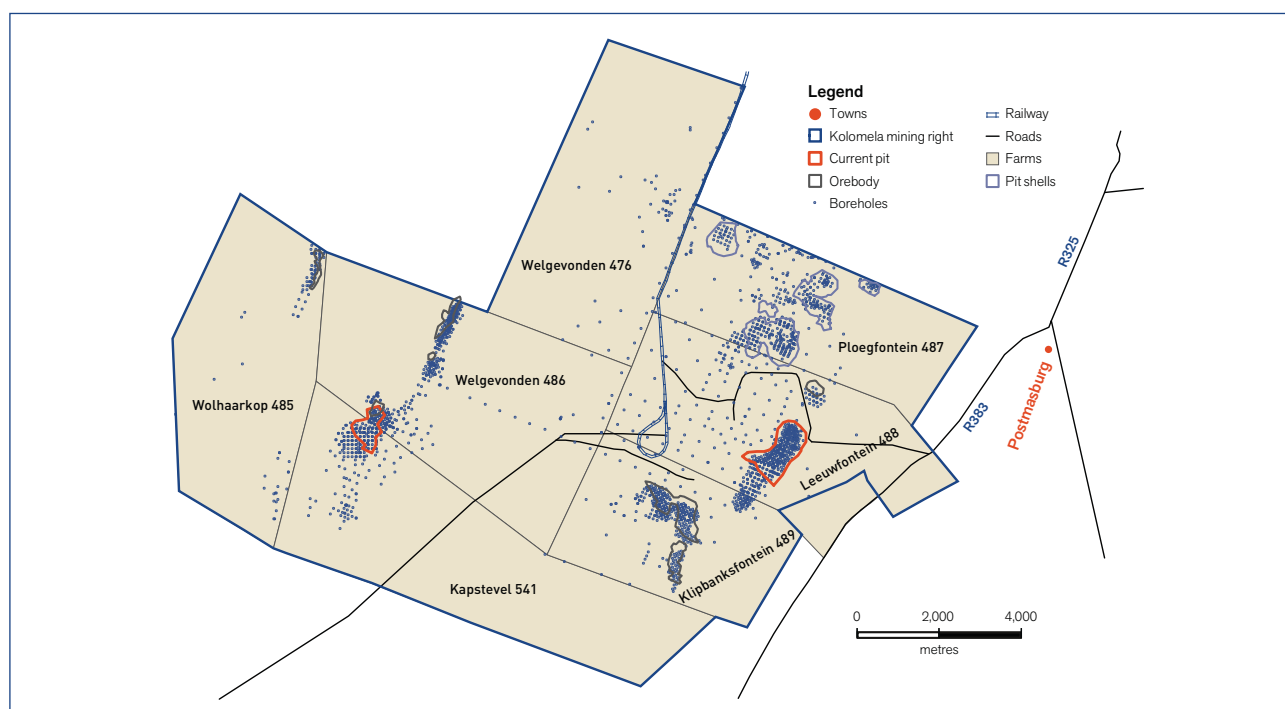 Legend
Towns
Kolomela mining right
Current pit
Orebody
Boreholes
Railway
Roads
Farms
Pit shells
R325
Welgevonden 476
Ploegfontein 487
Welgevonden 486
Wolhaarkop 485
Postmasburg
R383
Leeuwfontein 488
Klipbanksfontein 489
Kapstevel 541
0 2,000 4,000
metres